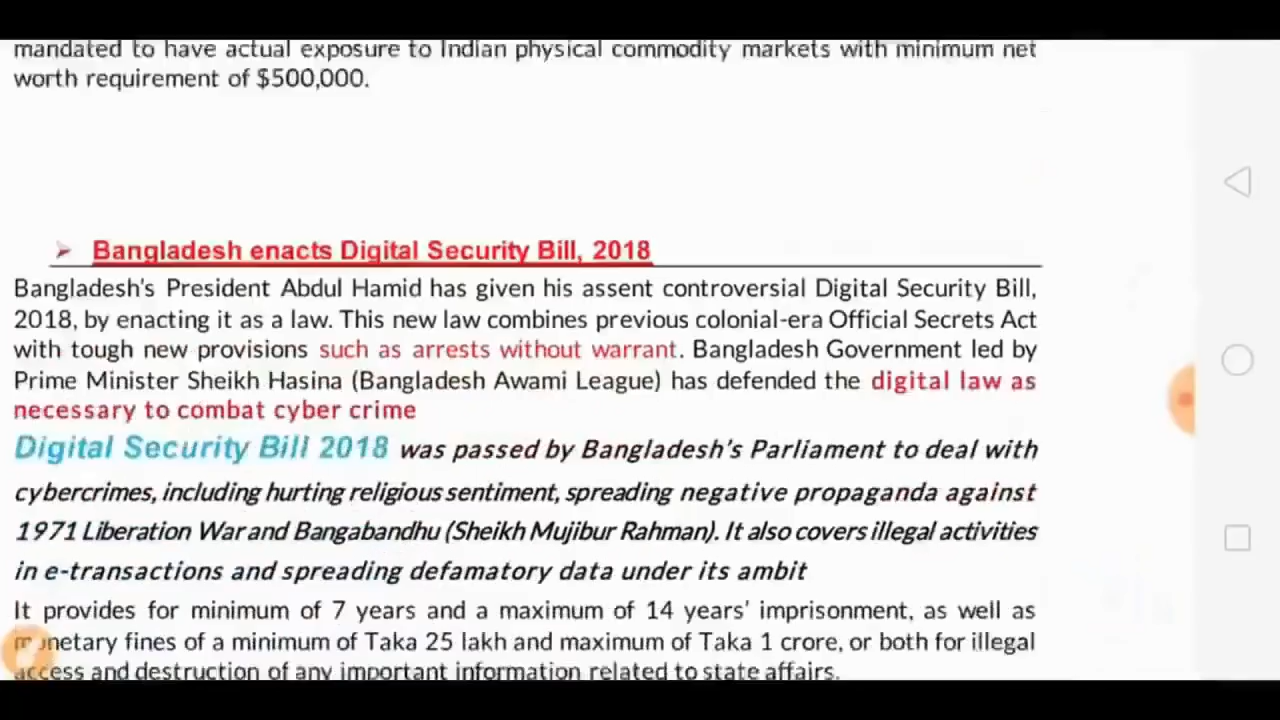 mandated to have actual exposure to Indian physical commodity markets with minimum net
worth requirement of $500,000.
➢ Bangladesh enacts Digital Security Bill, 2018
Bangladesh's President Abdul Hamid has given his assent controversial Digital Security Bill,
2018, by enacting it as a law. This new law combines previous colonial-era Official Secrets Act
with tough new provisions such as arrests without warrant. Bangladesh Government led by
Prime Minister Sheikh Hasina (Bangladesh Awami League) has defended the digital law as
necessary to combat cyber crime
Digital Security Bill 2018 was passed by Bangladesh's Parliament to deal with
cybercrimes, including hurting religious sentiment, spreading negative propaganda against
1971 Liberation War and Bangabandhu (Sheikh Mujibur Rahman). It also covers illegal activities
in e-transactions and spreading defamatory data under its ambit
It provides for minimum of 7 years and a maximum of 14 years' imprisonment, as well as
monetary fines of a minimum of Taka 25 lakh and maximum of Taka 1 crore, or both for illegal
access and destruction of any important information related to state affairs.